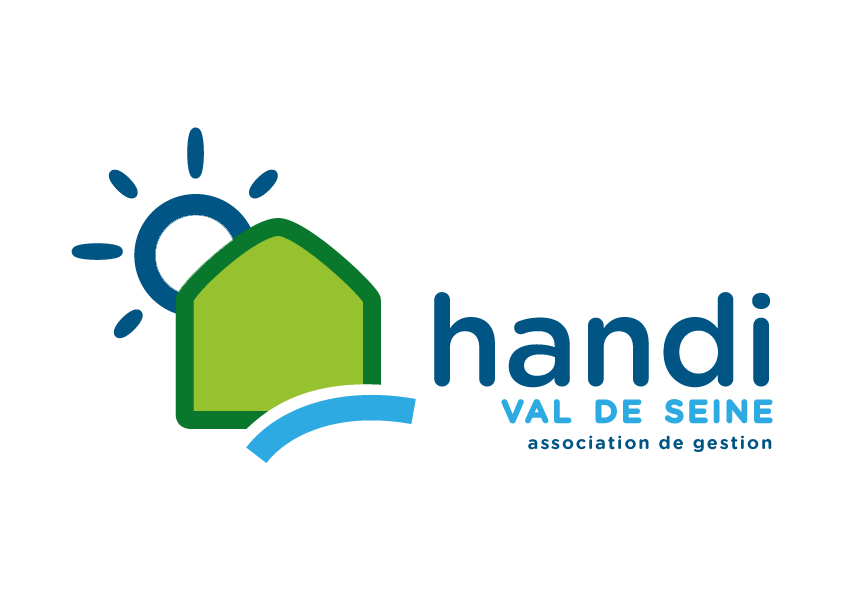 handi
VAL DE SEINE
association de gestion